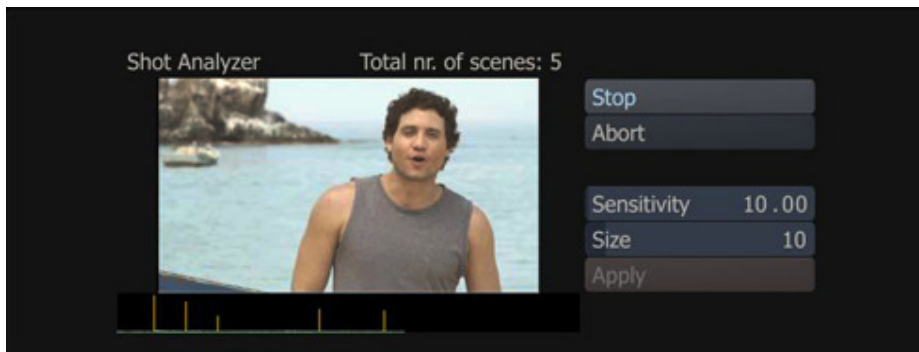 Shot Analyzer Total nr. of scenes: 5
Stop
Abort
Sensitivity 10.00
Size 10
Apply